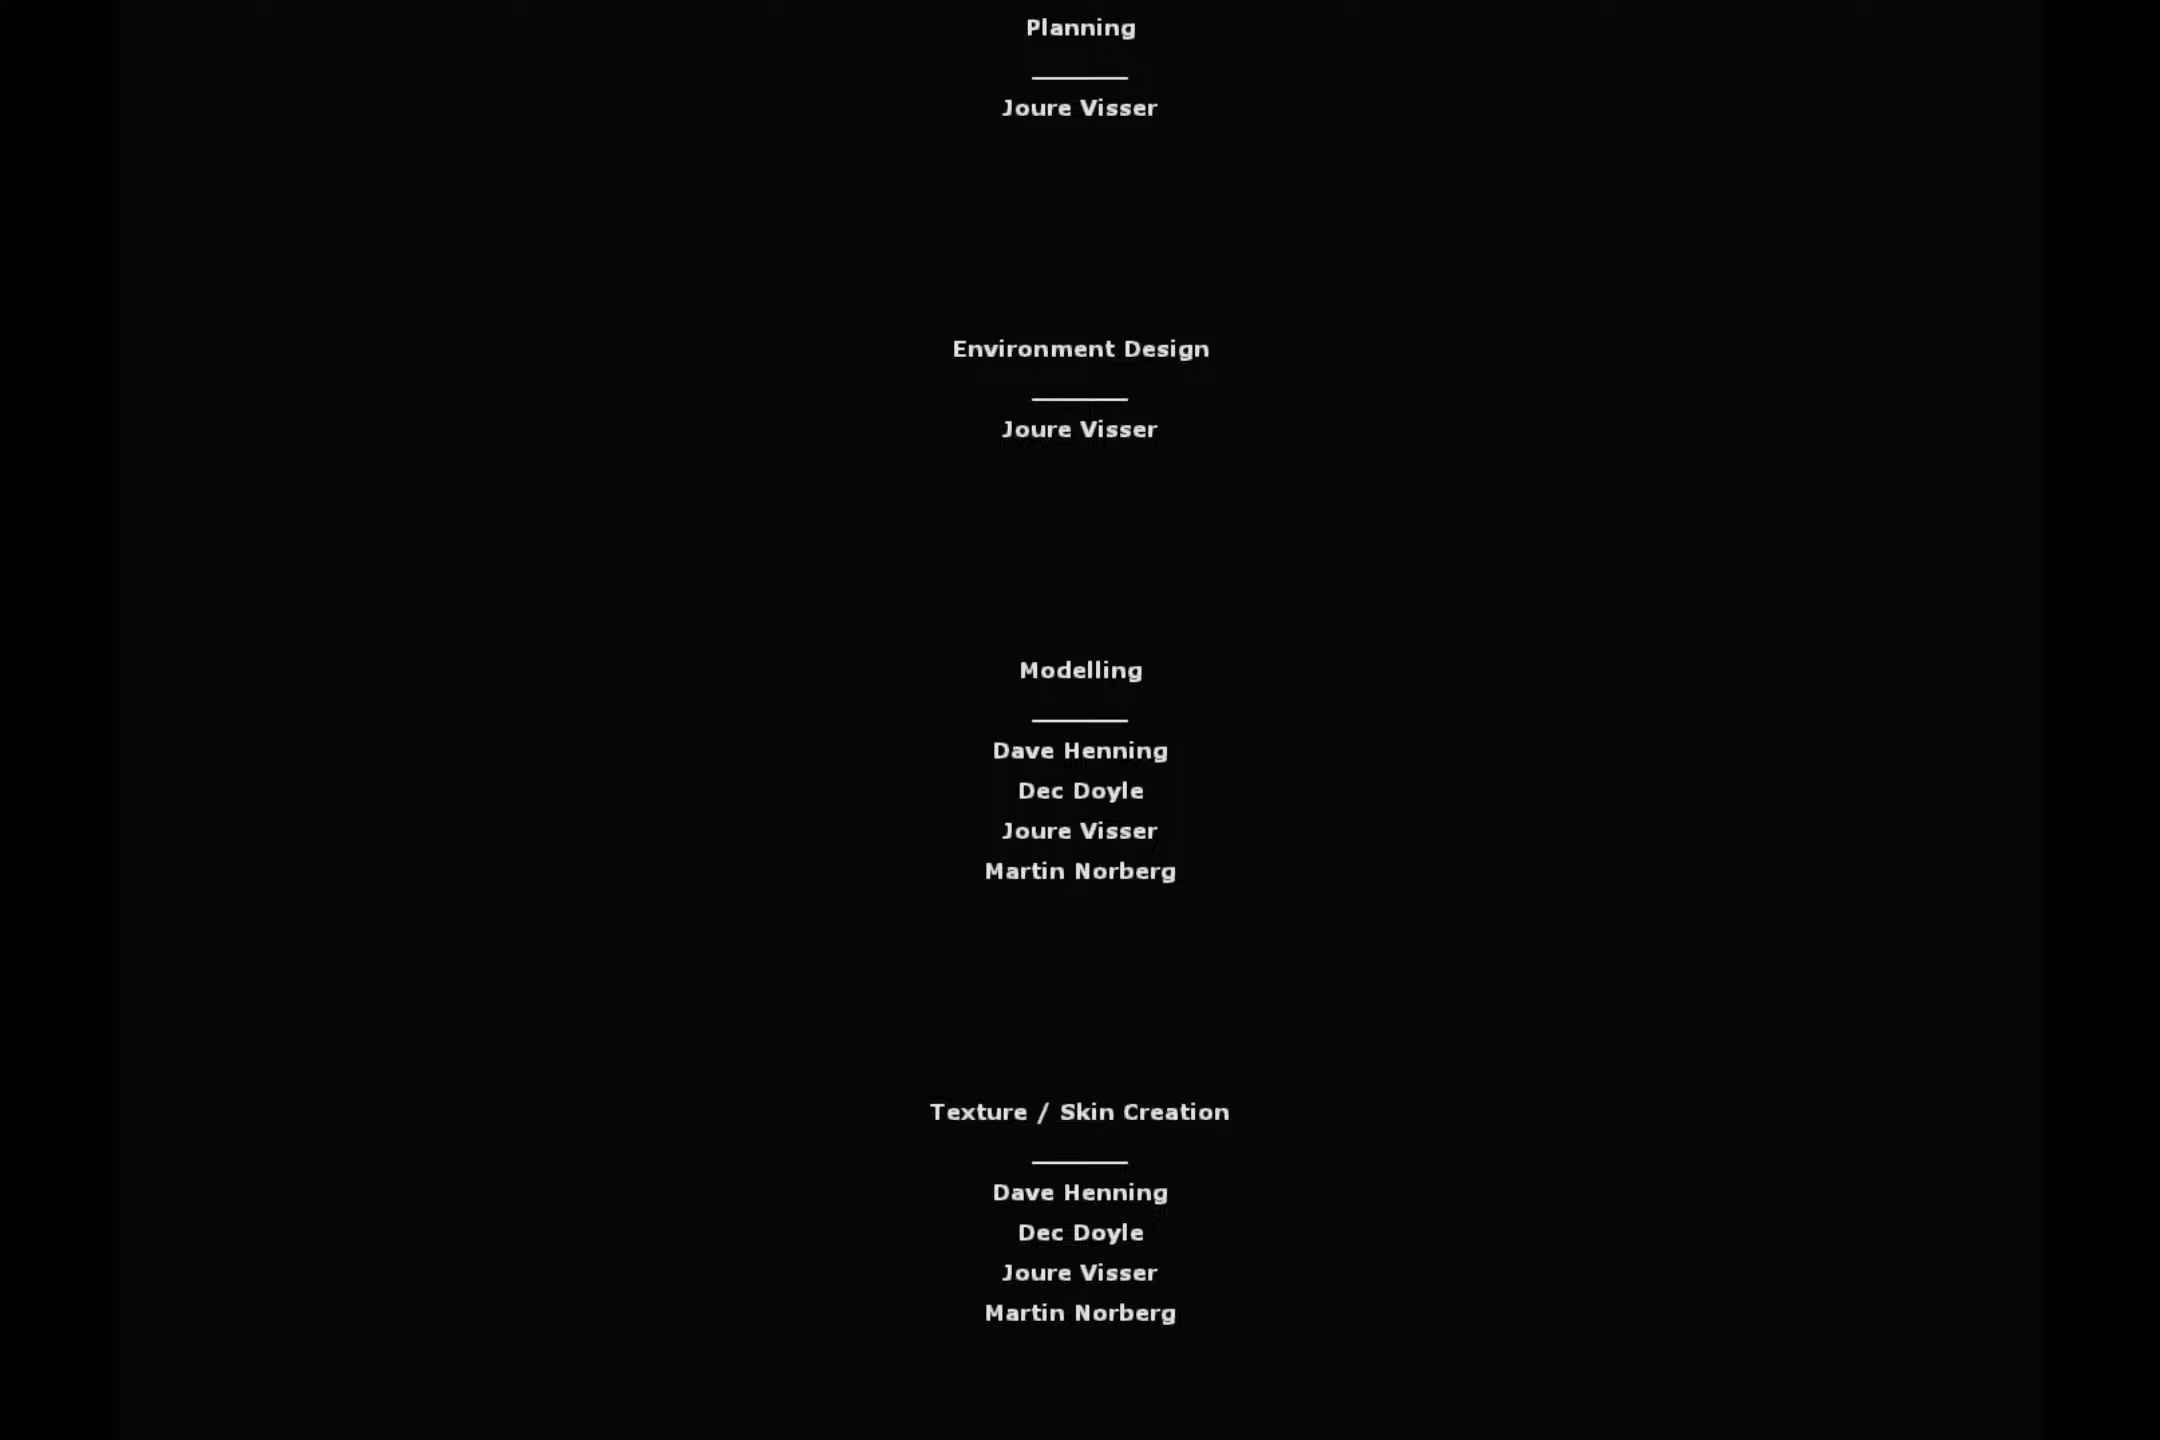 Planning
Joure Visser
Environment Design
Joure Visser
Modelling
Dave Henning
Dec Doyle
Joure Visser
Martin Norberg
Texture / Skin Creation
Dave Henning
Dec Doyle
Joure Visser
Martin Norberg